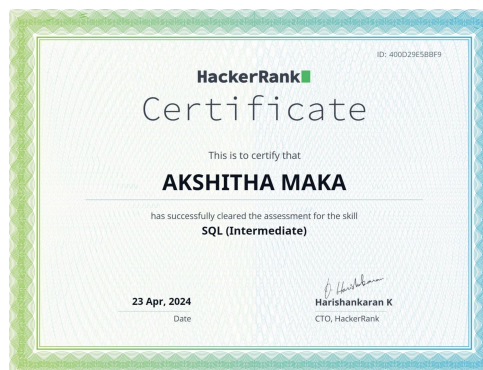 ID: 400D29E5BBF9
HackerRank
Certificate
This is to certify that
AKSHITHA MAKA
has successfully cleared the assessment for the skill
SQL (Intermediate)
23 Apr, 2024
Date
Harishankaran K
CTO, HackerRank